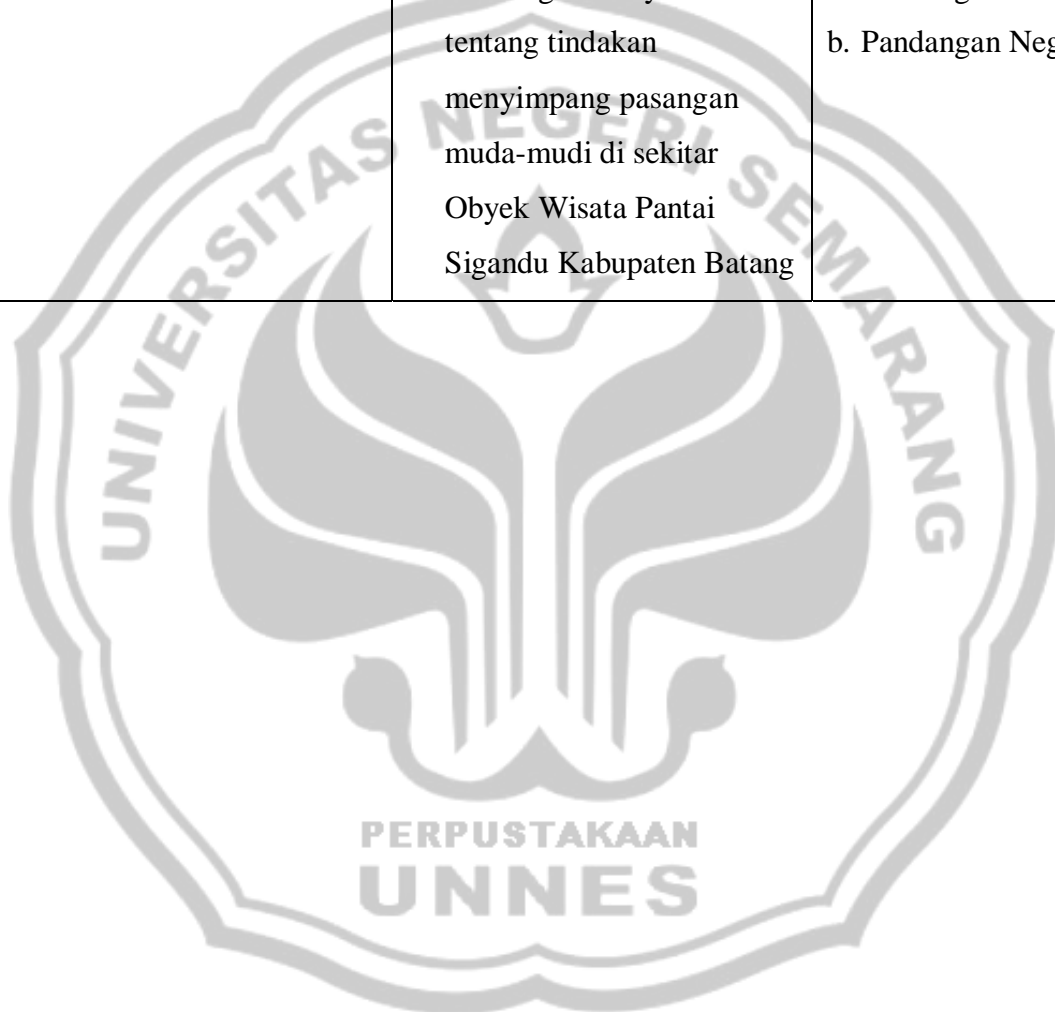 tentang tindakan
menyimpang pasangan
muda-mudi di sekitar
Obyek Wisata Pantai
Sigandu Kabupaten Batang
b. Pandangan
UNIVERSITAS NEGERI SEMARANG
PERPUSTAKAAN
UNNES